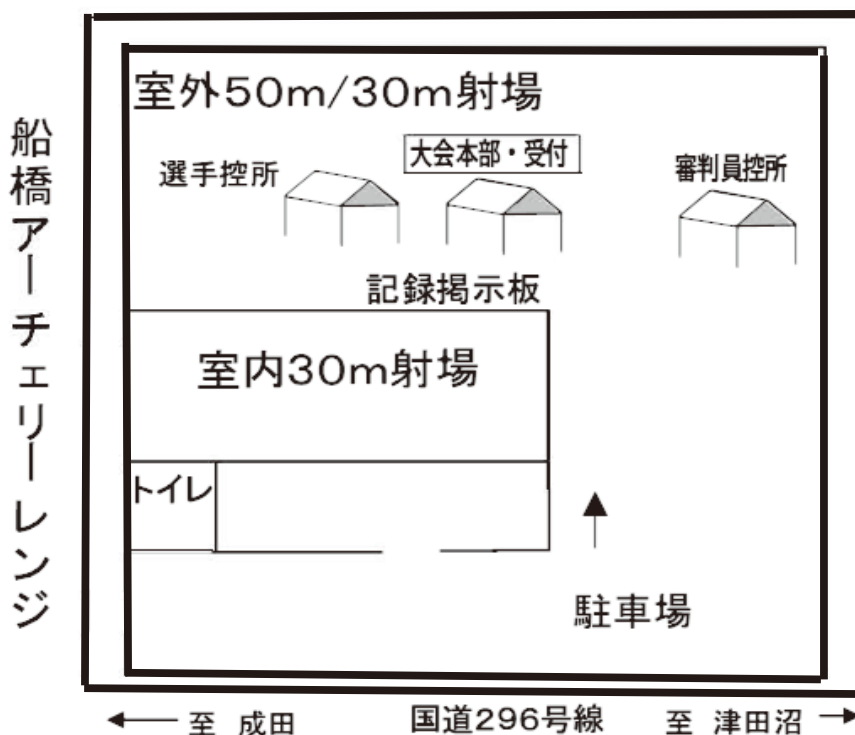 船橋アーチェリーレンジ
室外50m/30m射場
選手控所
大会本部・受付
審判員控所
記録掲示板
室内30m射場
トイレ
駐車場
至 成田
国道296号線
至 津田沼